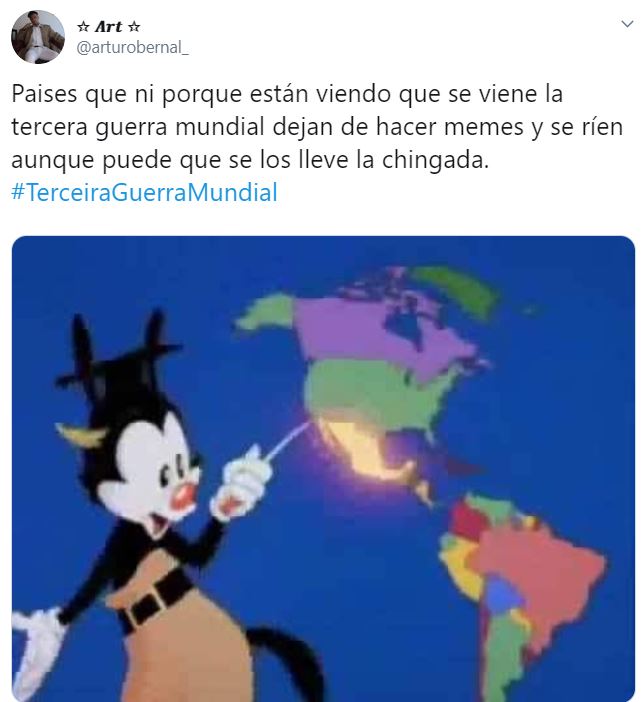 ☆ Art ☆
@arturobernal_
Paises que ni porque están viendo que se viene la
tercera guerra mundial dejan de hacer memes y se ríen
aunque puede que se los lleve la chingada.
#TerceiraGuerraMundial